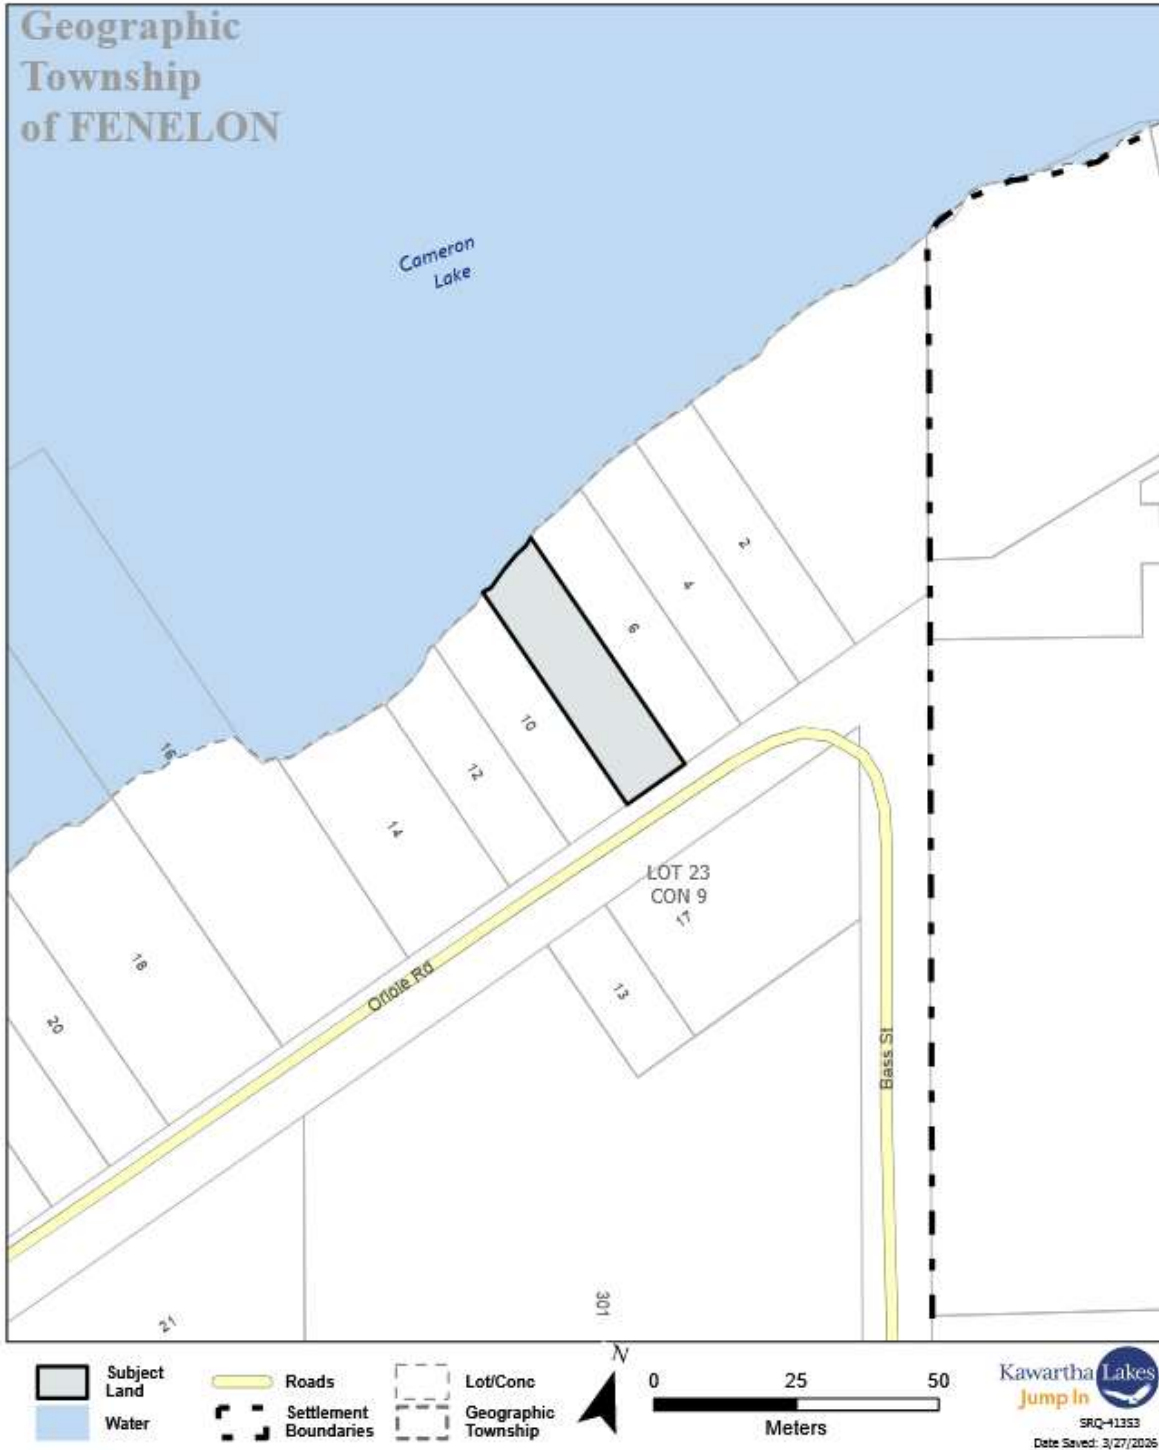 Geographic
Township
of FENELON
Cameron
Lake
2
4
6
10
12
14
16
18
20
LOT 23
CON 9
17
13
Oriole Rd
Bass St
301
21
Subject
Land
Water
Roads
Settlement
Boundaries
Lot/Conc
Geographic
Township
N
0 25 50
Meters
Kawartha Lakes
Jump In
SRQ-41353
Date Saved: 3/27/2026